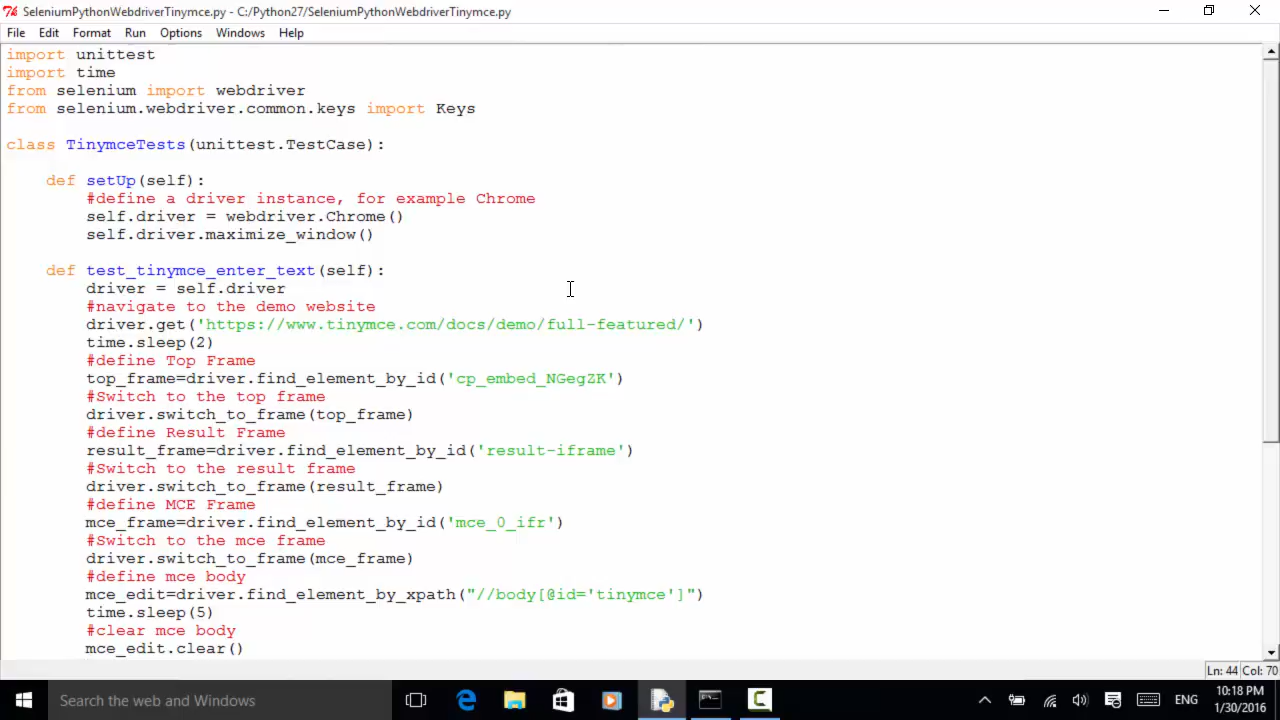 SeleniumPythonWebdriverTinymce.py - C:/Python27/SeleniumPythonWebdriverTinymce.py
File Edit Format Run Options Windows Help
import unittest
import time
from selenium import webdriver
from selenium.webdriver.common.keys import Keys
class TinymceTests(unittest.TestCase):
def setUp(self):
#define a driver instance, for example Chrome
self.driver = webdriver.Chrome()
self.driver.maximize_window()
def test_tinymce_enter_text(self):
driver = self.driver
#navigate to the demo website
driver.get('https://www.tinymce.com/docs/demo/full-featured/')
time.sleep(2)
#define Top Frame
top_frame=driver.find_element_by_id('cp_embed_NGegZK')
#Switch to the top frame
driver.switch_to_frame(top_frame)
#define Result Frame
result_frame=driver.find_element_by_id('result-iframe')
#Switch to the result frame
driver.switch_to_frame(result_frame)
#define MCE Frame
mce_frame=driver.find_element_by_id('mce_0_ifr')
#Switch to the mce frame
driver.switch_to_frame(mce_frame)
#define mce body
mce_edit=driver.find_element_by_xpath("//body[@id='tinymce']")
time.sleep(5)
#clear mce body
mce_edit.clear()
Ln: 44 Col: 70
Search the web and Windows
ENG
10:18 PM
1/30/2016